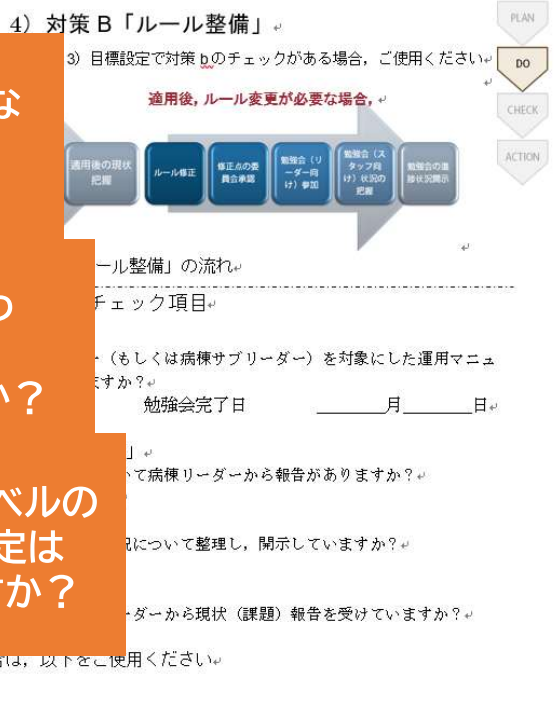 4）対策 B「ルール整備」
PLAN
3）目標設定で対策 bのチェックがある場合，ご使用ください
DO
適用後，ルール変更が必要な場合，
CHECK
ACTION
適用後の現状把握
ルール修正
修正点の委員会承認
勉強会（リーダー向け）参加
勉強会（スタッフ向け）状況の把握
勉強会の進捗状況開示
な
ール整備」の流れ
チェック項目
（もしくは病棟サブリーダー）を対象にした運用マニュ
ますか？
か？
勉強会完了日 ______月______日
」
いて病棟リーダーから報告がありますか？
ベルの
定は
すか？
況について整理し，開示していますか？
ーダーから現状（課題）報告を受けていますか？
合は，以下をご使用ください